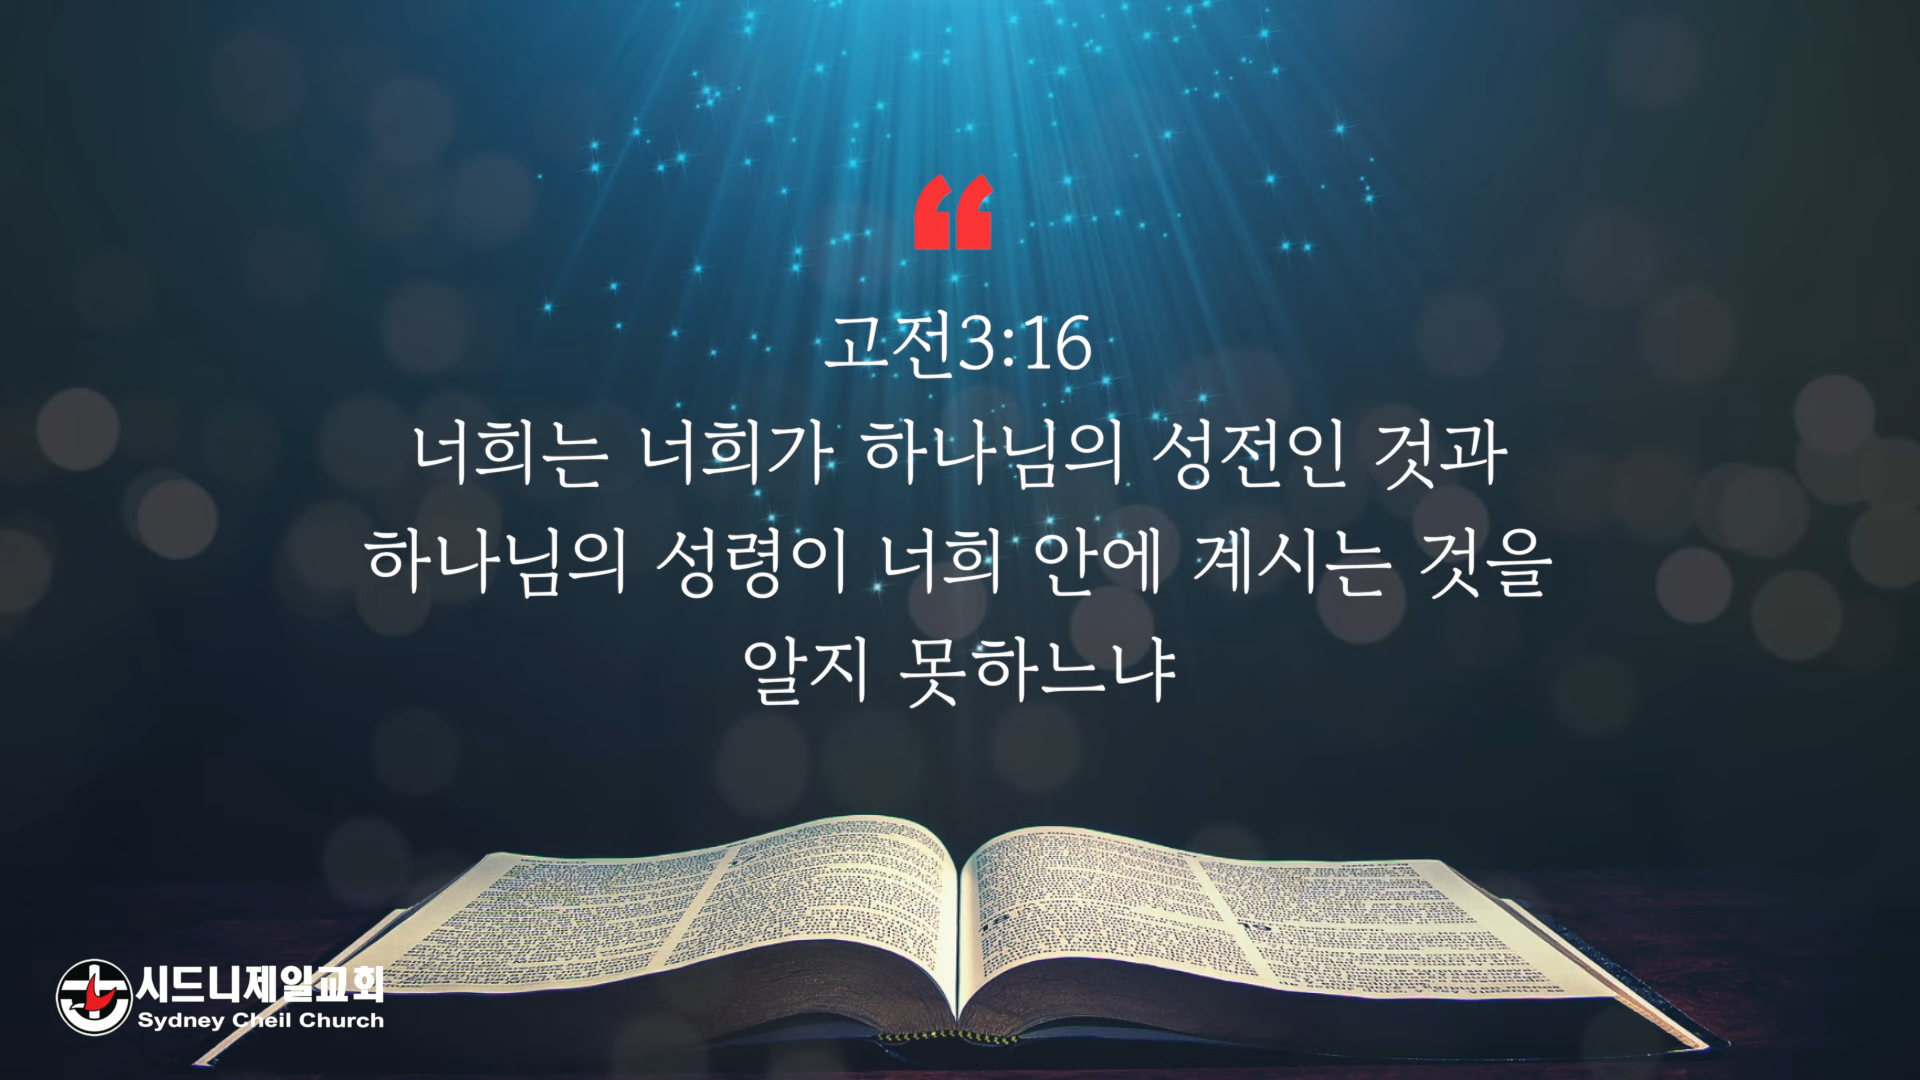 고전3:16
너희는 너희가 하나님의 성전인 것과
하나님의 성령이 너희 안에 계시는 것을
알지 못하느냐
시드니제일교회
Sydney Cheil Church